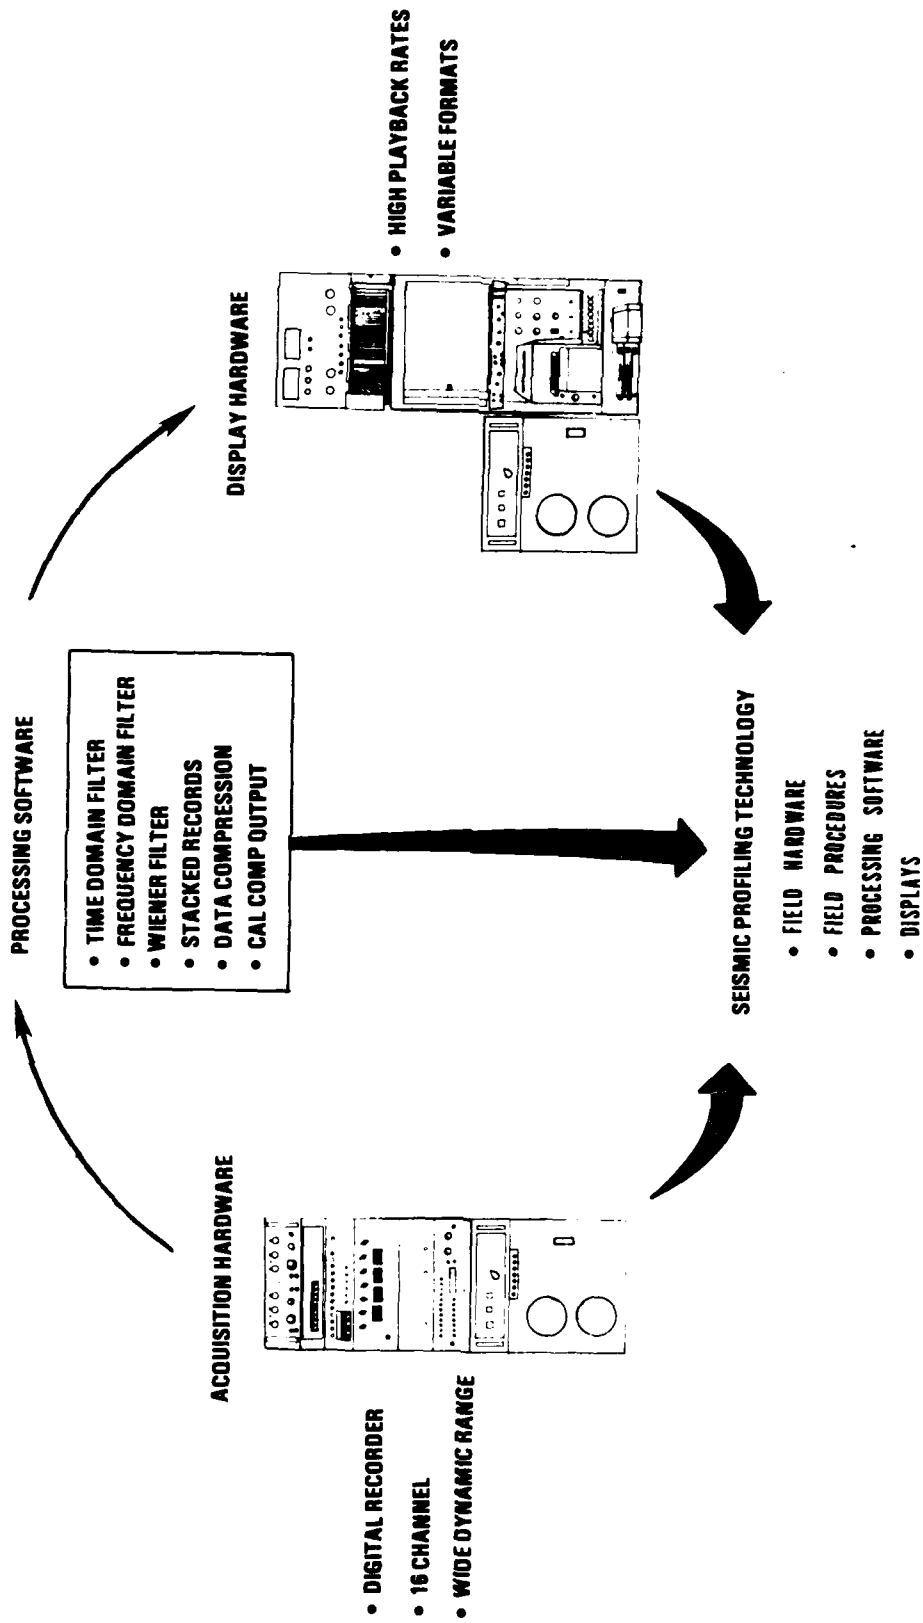 PROCESSING SOFTWARE
• TIME DOMAIN FILTER
• FREQUENCY DOMAIN FILTER
• WIENER FILTER
• STACKED RECORDS
• DATA COMPRESSION
• CAL COMP OUTPUT
ACQUISITION HARDWARE
• DIGITAL RECORDER
• 16 CHANNEL
• WIDE DYNAMIC RANGE
DISPLAY HARDWARE
• HIGH PLAYBACK RATES
• VARIABLE FORMATS
SEISMIC PROFILING TECHNOLOGY
• FIELD HARDWARE
• FIELD PROCEDURES
• PROCESSING SOFTWARE
• DISPLAYS